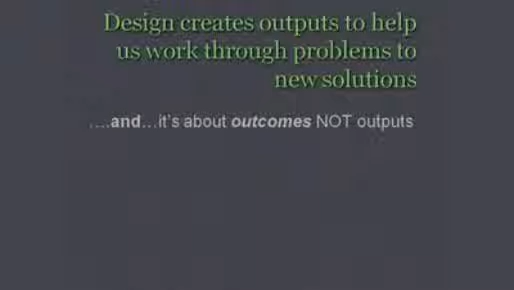 Design creates outputs to help
us work through problems to
new solutions
....and...it's about outcomes NOT outputs